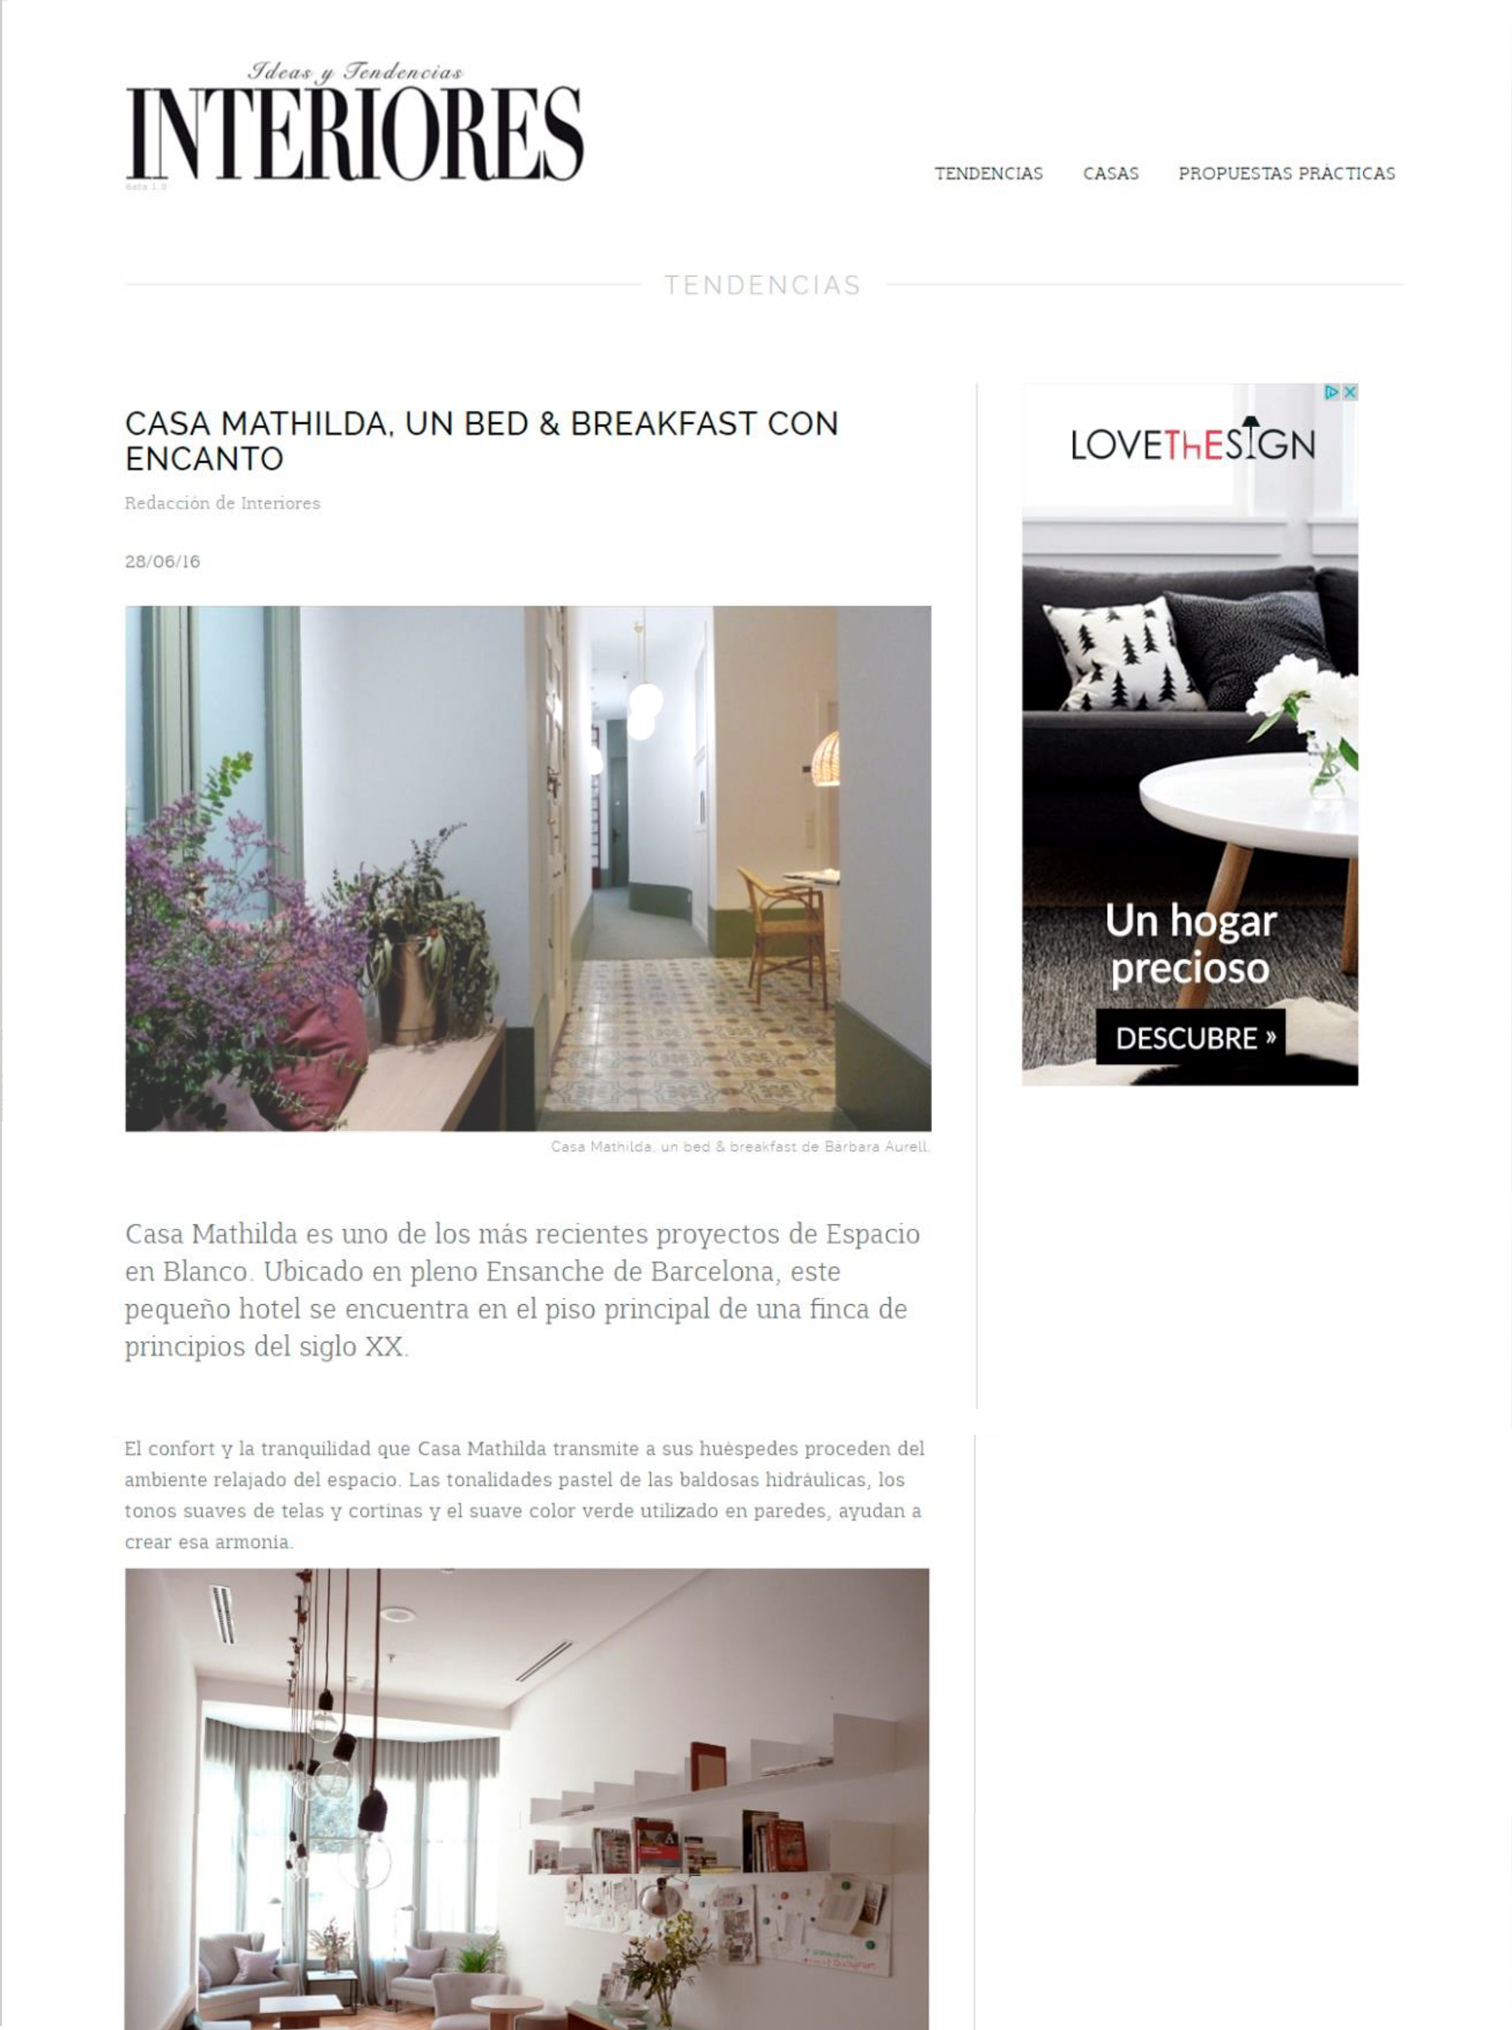 Ideas y Tendencias
INTERIORES
Beta 1.0
TENDENCIAS CASAS PROPUESTAS PRÁCTICAS
TENDENCIAS
CASA MATHILDA, UN BED & BREAKFAST CON
ENCANTO
Redacción de Interiores
28/06/16
Casa Mathilda, un bed & breakfast de Bárbara Aurell.
Casa Mathilda es uno de los más recientes proyectos de Espacio
en Blanco. Ubicado en pleno Ensanche de Barcelona, este
pequeño hotel se encuentra en el piso principal de una finca de
principios del siglo XX.
El confort y la tranquilidad que Casa Mathilda transmite a sus huéspedes proceden del
ambiente relajado del espacio. Las tonalidades pastel de las baldosas hidráulicas, los
tonos suaves de telas y cortinas y el suave color verde utilizado en paredes, ayudan a
crear esa armonía.
LOVEThESIGN
Un hogar
precioso
DESCUBRE »